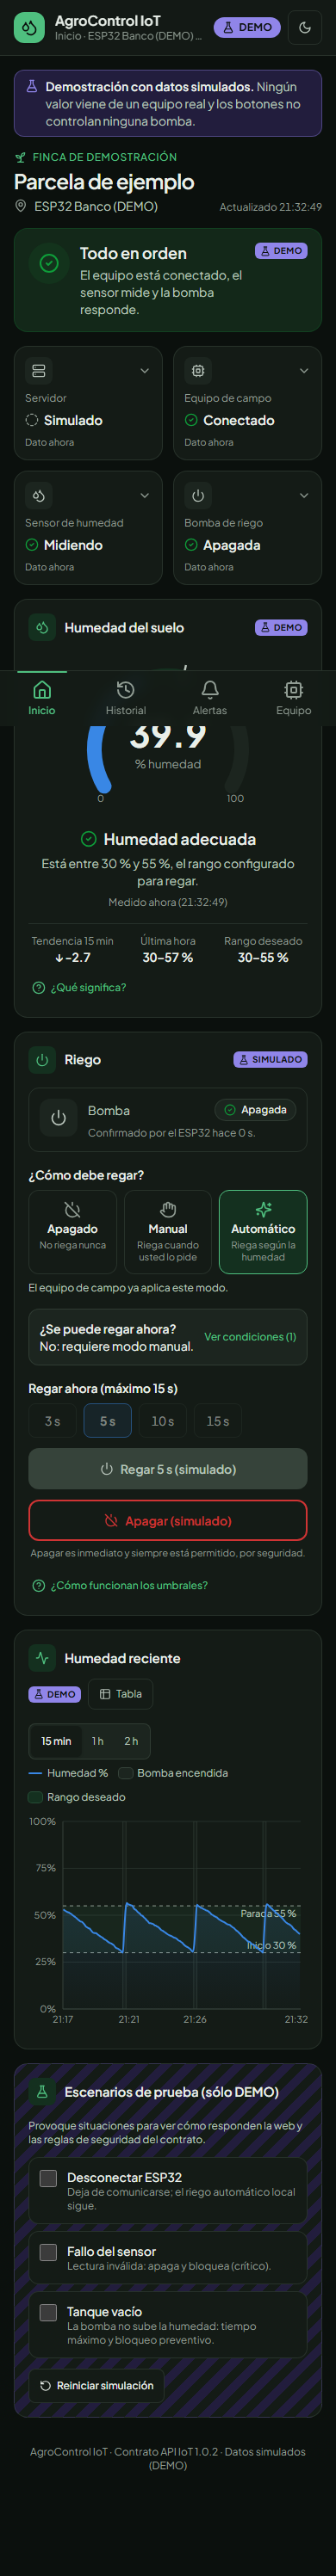 AgroControl IoT
Inicio · ESP32 Banco (DEMO) ...
DEMO
Demostración con datos simulados. Ningún
valor viene de un equipo real y los botones no
controlan ninguna bomba.
FINCA DE DEMOSTRACIÓN
Parcela de ejemplo
ESP32 Banco (DEMO)
Actualizado 21:32:49
Todo en orden
DEMO
El equipo está conectado, el
sensor mide y la bomba
responde.
Servidor
Simulado
Dato ahora
Equipo de campo
Conectado
Dato ahora
Sensor de humedad
Midiendo
Dato ahora
Bomba de riego
Apagada
Dato ahora
Humedad del suelo
DEMO
Inicio
Historial
Alertas
Equipo
39.9
% humedad
0
100
Humedad adecuada
Está entre 30 % y 55 %, el rango configurado
para regar.
Medido ahora (21:32:49)
Tendencia 15 min
↓ -2.7
Última hora
30–57 %
Rango deseado
30–55 %
¿Qué significa?
Riego
SIMULADO
Bomba
Apagada
Confirmado por el ESP32 hace 0 s.
¿Cómo debe regar?
Apagado
No riega nunca
Manual
Riega cuando
usted lo pide
Automático
Riega según la
humedad
El equipo de campo ya aplica este modo.
¿Se puede regar ahora?
No: requiere modo manual.
Ver condiciones (1)
Regar ahora (máximo 15 s)
3 s
5 s
10 s
15 s
Regar 5 s (simulado)
Apagar (simulado)
Apagar es inmediato y siempre está permitido, por seguridad.
¿Cómo funcionan los umbrales?
Humedad reciente
DEMO
Tabla
15 min
1 h
2 h
Humedad %
Bomba encendida
Rango deseado
100%
75%
50%
25%
0%
Parada 55 %
Inicio 30 %
21:17
21:21
21:26
21:32
Escenarios de prueba (sólo DEMO)
Provoque situaciones para ver cómo responden la web y
las reglas de seguridad del contrato.
Desconectar ESP32
Deja de comunicarse; el riego automático local
sigue.
Fallo del sensor
Lectura inválida: apaga y bloquea (crítico).
Tanque vacío
La bomba no sube la humedad: tiempo
máximo y bloqueo preventivo.
Reiniciar simulación
AgroControl IoT · Contrato API IoT 1.0.2 · Datos simulados
(DEMO)